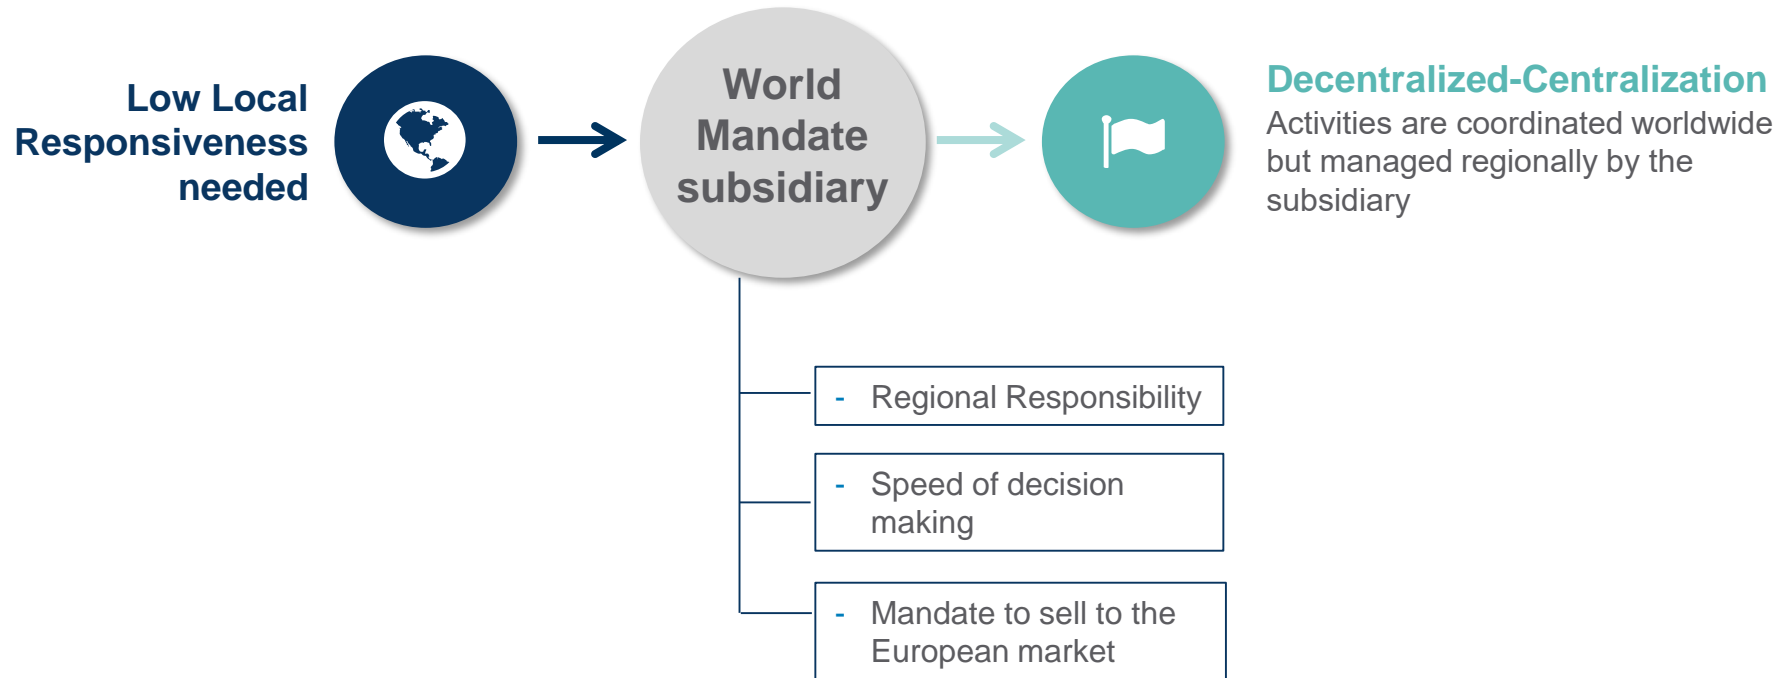 Low Local
Responsiveness
needed
World
Mandate
subsidiary
Decentralized-Centralization
Activities are coordinated worldwide
but managed regionally by the
subsidiary
- Regional Responsibility
- Speed of decision
making
- Mandate to sell to the
European market